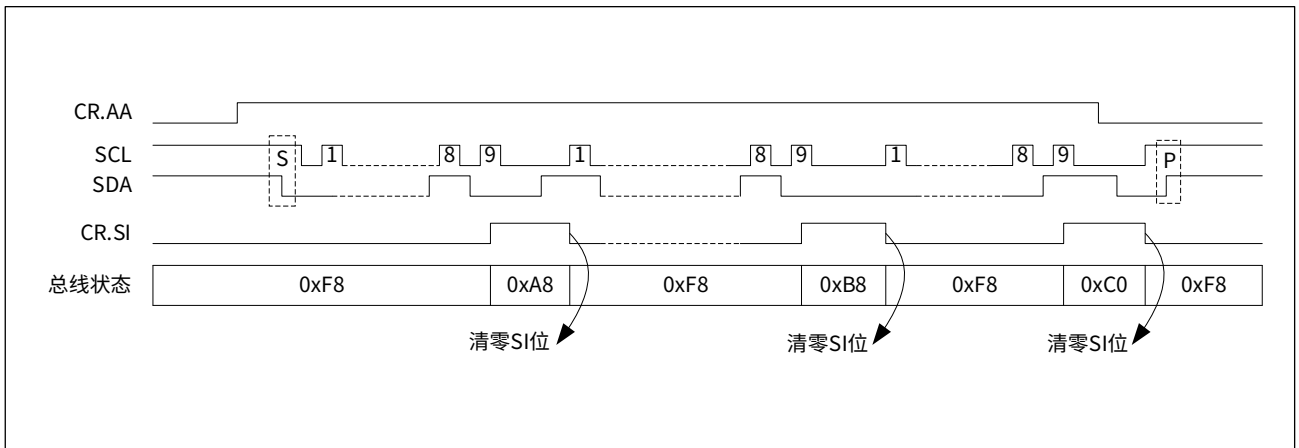 CR.AA
SCL S 1 8 9 1 8 9 1 8 9 P
SDA
CR.SI
总线状态 0xF8 0xA8 0xF8 0xB8 0xF8 0xC0 0xF8
清零SI位 清零SI位 清零SI位